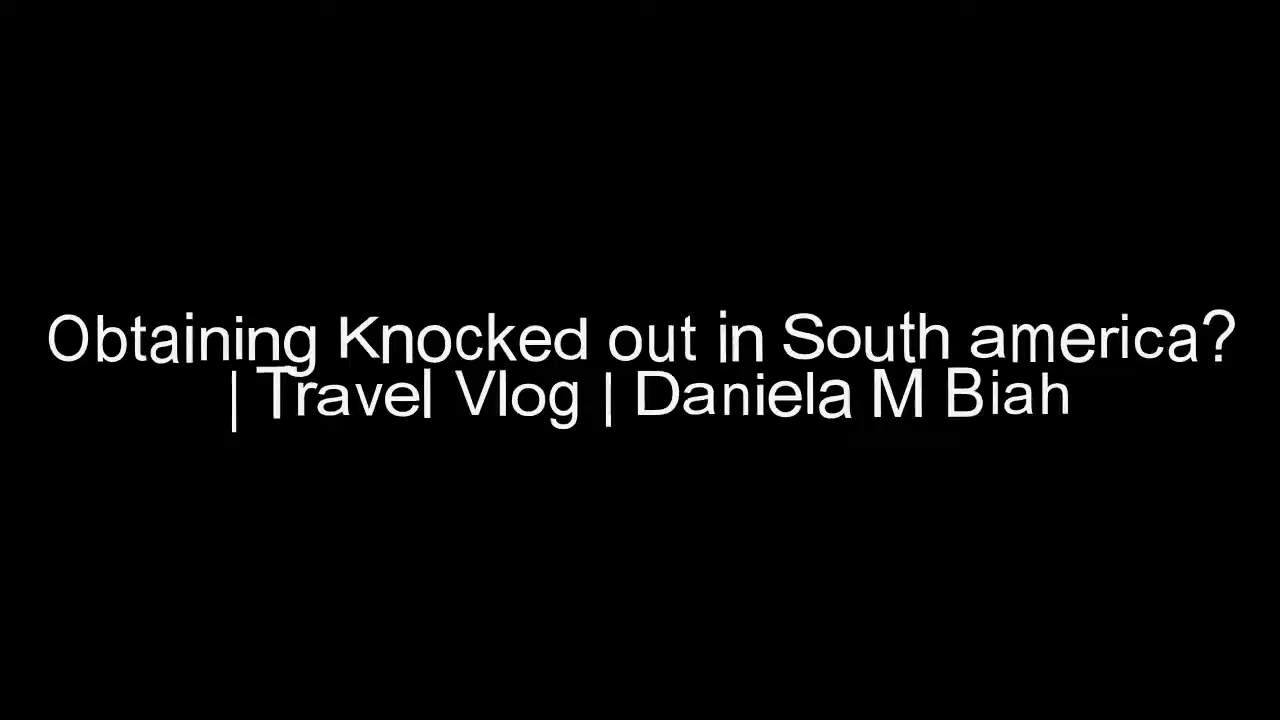 Obtaining Knocked out in South america?
| Travel Vlog | Daniela M Biah